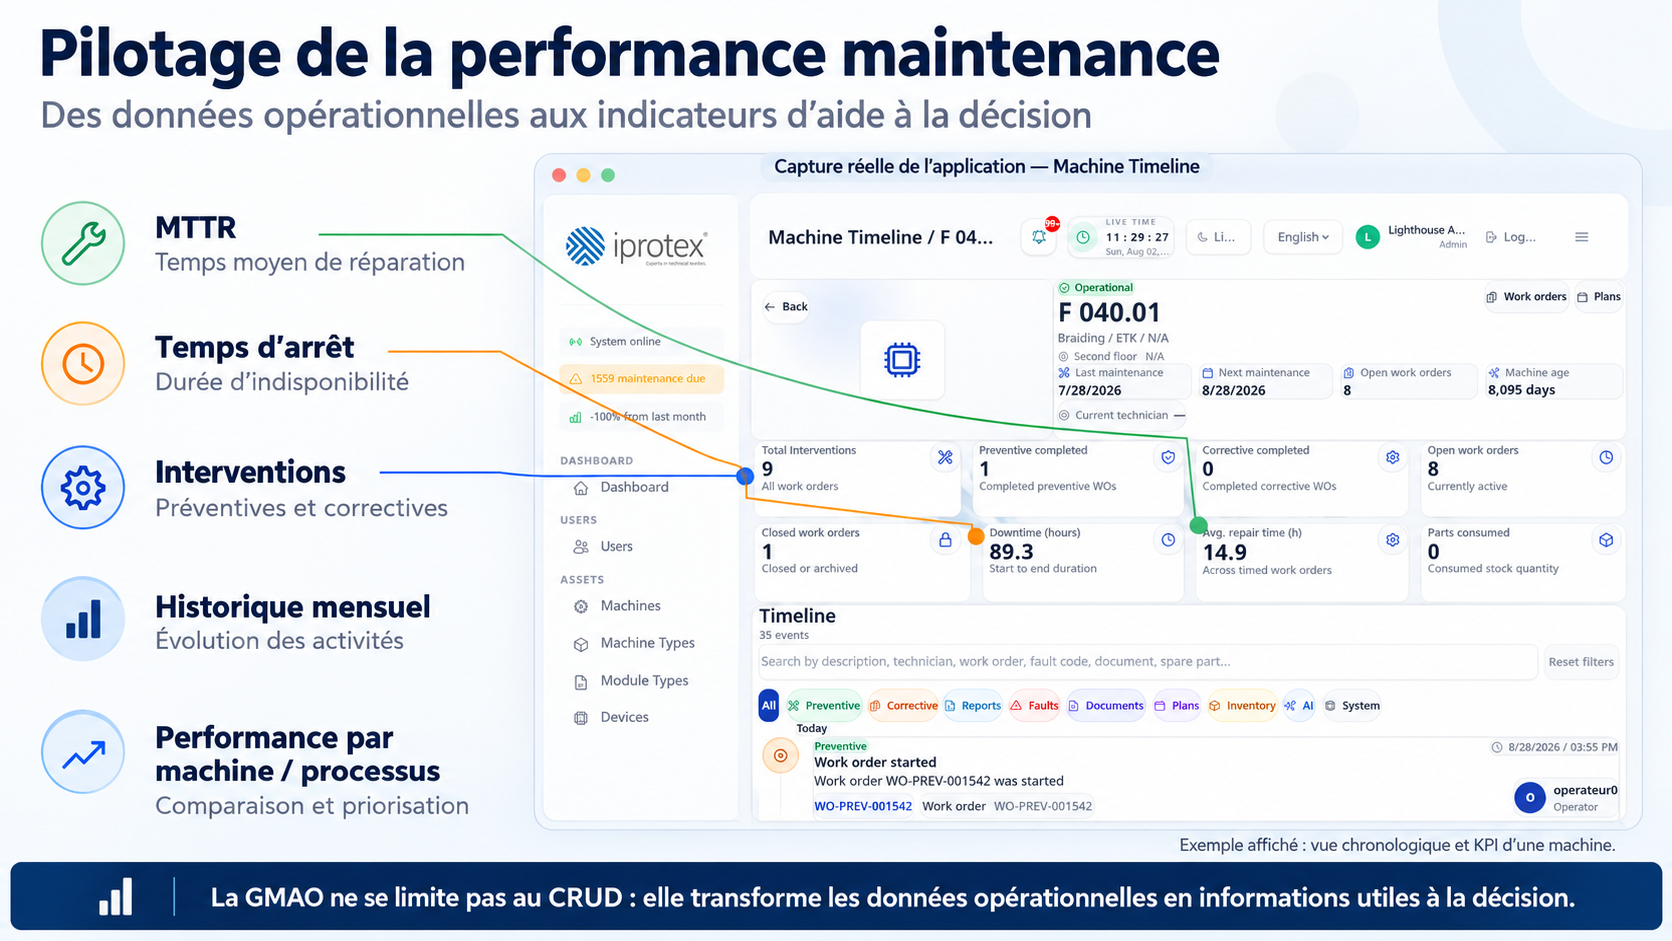 Pilotage de la performance maintenance
Des données opérationnelles aux indicateurs d'aide à la décision
MTTR
Temps moyen de réparation
Temps d'arrêt
Durée d'indisponibilité
Interventions
Préventives et correctives
Historique mensuel
Évolution des activités
Performance par
machine / processus
Comparaison et priorisation
Capture réelle de l'application — Machine Timeline
iprotex®
Experts in technical textiles.
System online
1559 maintenance due
-100% from last month
DASHBOARD
Dashboard
USERS
Users
ASSETS
Machines
Machine Types
Module Types
Devices
Machine Timeline / F 04...
99+
LIVE TIME
11 : 29 : 27
Sun, Aug 02,...
Li...
English
L
Lighthouse A...
Admin
Log...
Back
Operational
F 040.01
Braiding / ETK / N/A
Second floor N/A
Work orders
Plans
Last maintenance
7/28/2026
Next maintenance
8/28/2026
Open work orders
8
Machine age
8,095 days
Current technician —
Total Interventions
9
All work orders
Preventive completed
1
Completed preventive WOs
Corrective completed
0
Completed corrective WOs
Open work orders
8
Currently active
Closed work orders
1
Closed or archived
Downtime (hours)
89.3
Start to end duration
Avg. repair time (h)
14.9
Across timed work orders
Parts consumed
0
Consumed stock quantity
Timeline
35 events
Search by description, technician, work order, fault code, document, spare part...
Reset filters
All Preventive Corrective Reports Faults Documents Plans Inventory AI System
Today
Preventive
8/28/2026 / 03:55 PM
Work order started
Work order WO-PREV-001542 was started
WO-PREV-001542 Work order WO-PREV-001542
O
operateur0
Operator
Exemple affiché : vue chronologique et KPI d'une machine.
La GMAO ne se limite pas au CRUD : elle transforme les données opérationnelles en informations utiles à la décision.